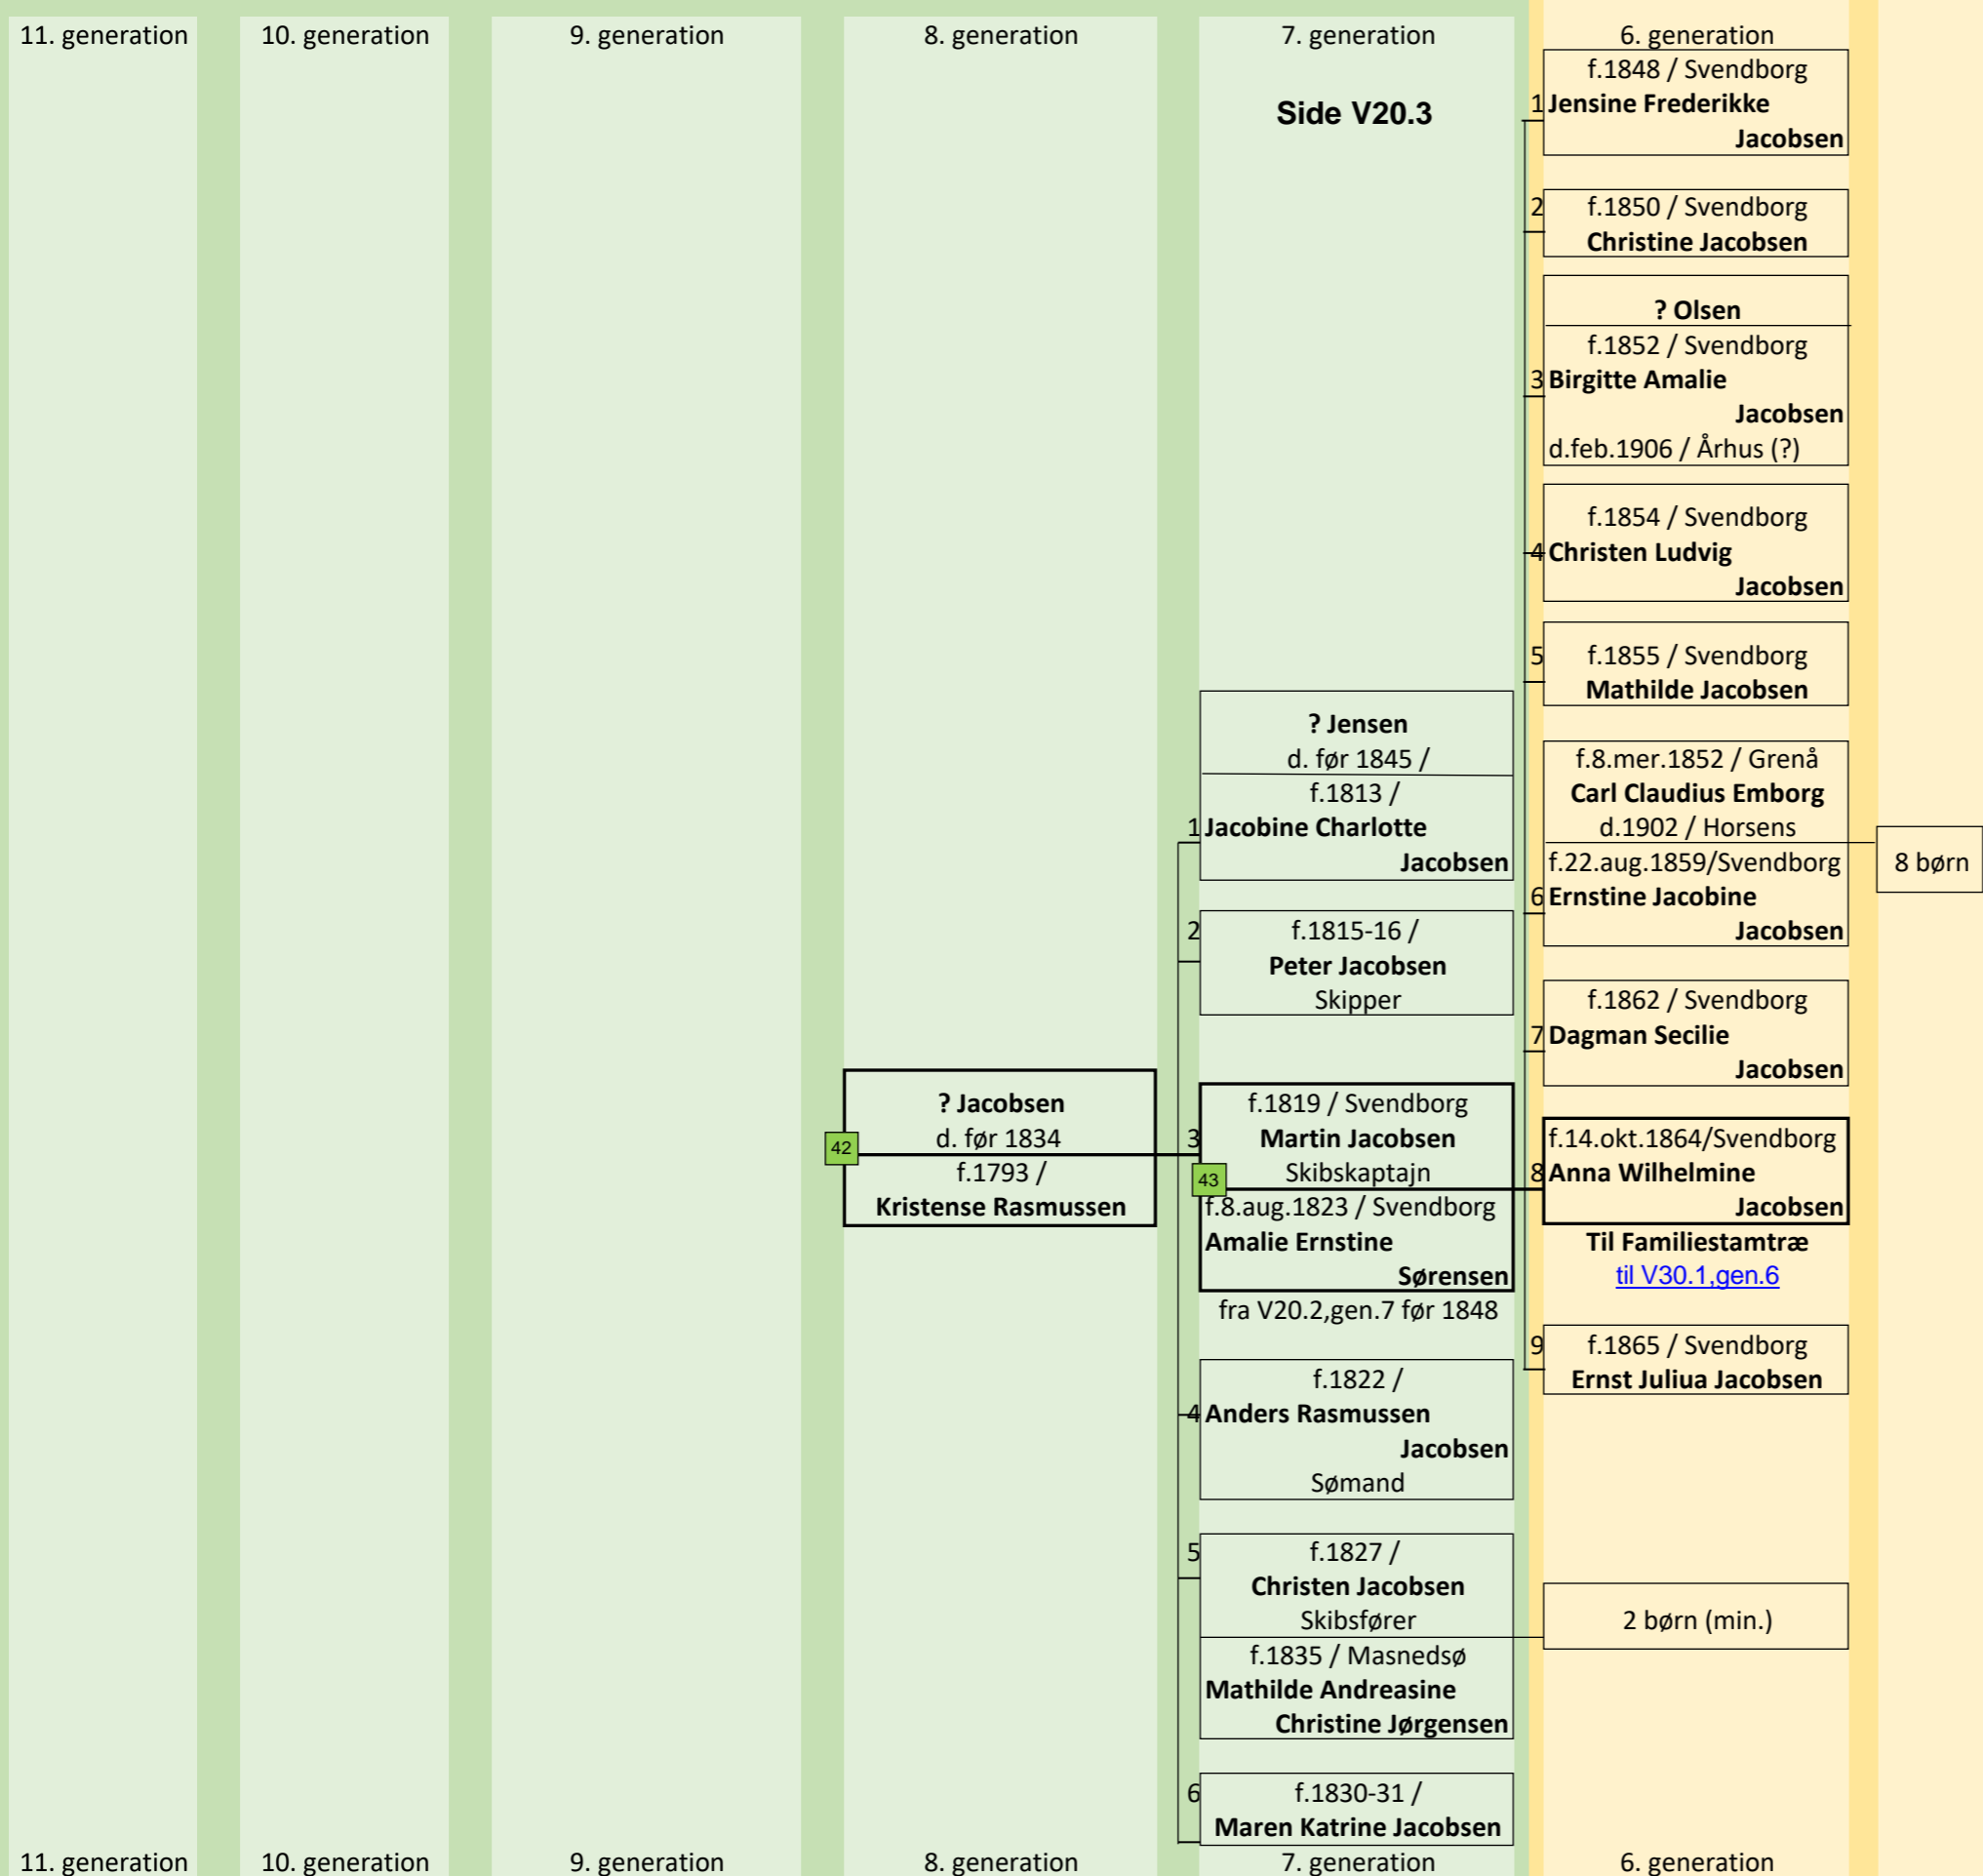 11. generation
10. generation
9. generation
8. generation
7. generation
6. generation
Side V20.3
f.1848 / Svendborg
1 Jensine Frederikke
Jacobsen
2 f.1850 / Svendborg
Christine Jacobsen
? Olsen
f.1852 / Svendborg
3 Birgitte Amalie
Jacobsen
d.feb.1906 / Århus (?)
f.1854 / Svendborg
4 Christen Ludvig
Jacobsen
5 f.1855 / Svendborg
Mathilde Jacobsen
f.8.mer.1852 / Grenå
Carl Claudius Emborg
d.1902 / Horsens
f.22.aug.1859/Svendborg
6 Ernstine Jacobine
Jacobsen
8 børn
f.1862 / Svendborg
7 Dagman Secilie
Jacobsen
f.14.okt.1864/Svendborg
8 Anna Wilhelmine
Jacobsen
Til Familiestamtræ
til V30.1,gen.6
9 f.1865 / Svendborg
Ernst Juliua Jacobsen
? Jensen
d. før 1845 /
f.1813 /
1 Jacobine Charlotte
Jacobsen
2 f.1815-16 /
Peter Jacobsen
Skipper
? Jacobsen
d. før 1834
42
f.1793 /
Kristense Rasmussen
f.1819 / Svendborg
3 Martin Jacobsen
Skibskaptajn
43
f.8.aug.1823 / Svendborg
Amalie Ernstine
Sørensen
fra V20.2,gen.7 før 1848
f.1822 /
4 Anders Rasmussen
Jacobsen
Sømand
5 f.1827 /
Christen Jacobsen
Skibsfører
f.1835 / Masnedsø
Mathilde Andreasine
Christine Jørgensen
2 børn (min.)
6 f.1830-31 /
Maren Katrine Jacobsen
11. generation
10. generation
9. generation
8. generation
7. generation
6. generation